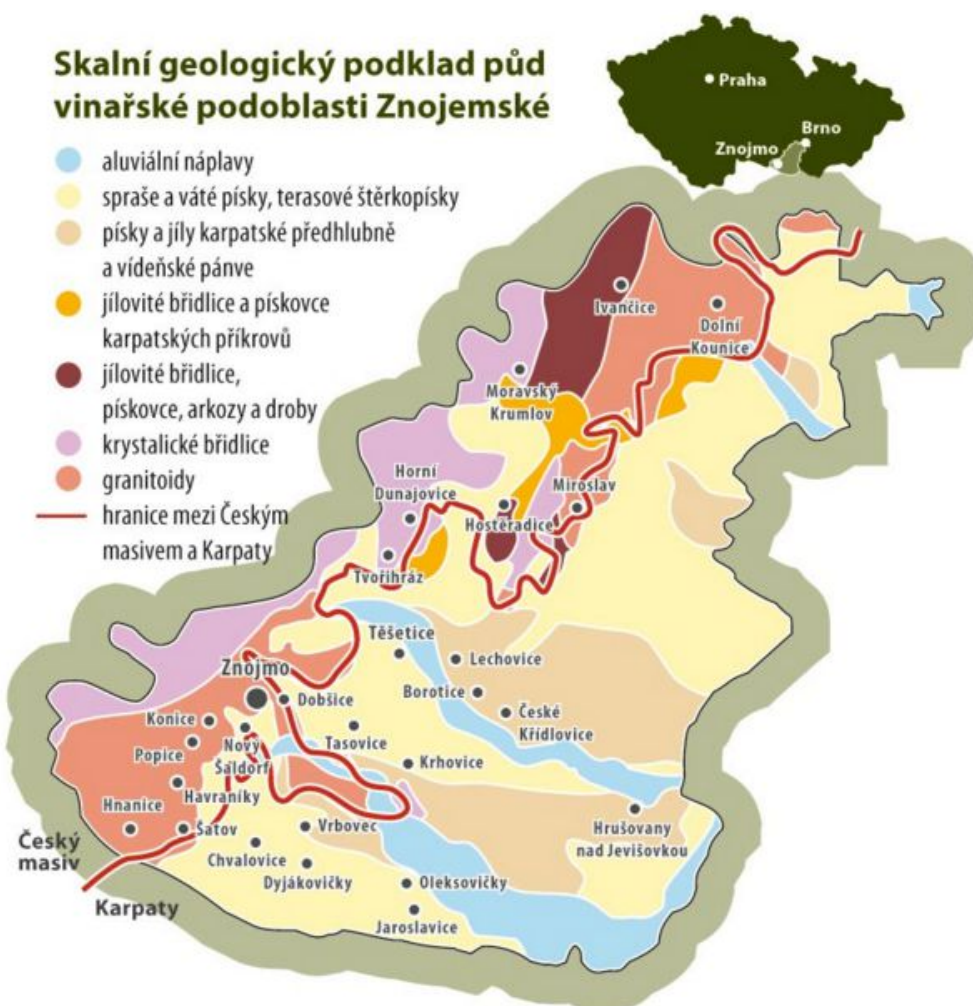 Skalní geologický podklad půd
vinařské podoblasti Znojemské
aluviální náplavy
spraše a váté písky, terasové štěrkopísky
písky a jíly karpatské předhlubně
a vídeňské pánve
jílovité břidlice a pískovce
karpatských příkrovů
jílovité břidlice,
pískovce, arkozy a droby
krystalické břidlice
granitoidy
hranice mezi Českým
masivem a Karpaty
Praha
Brno
Znojmo
Ivančice
Dolní
Kounice
Moravský
Krumlov
Horní
Dunajovice
Miroslav
Hostěradice
Tvořihráz
Těšetice
Lechovice
Znojmo
Dobšice
Borotice
Konice
České
Křídlovice
Popice
Nový
Šaldorf
Tasovice
Krhovice
Havraníky
Hnanice
Šatov
Vrbovec
Hrušovany
nad Jevišovkou
Český
masiv
Chvalovice
Dyjákovičky
Oleksovičky
Karpaty
Jaroslavice